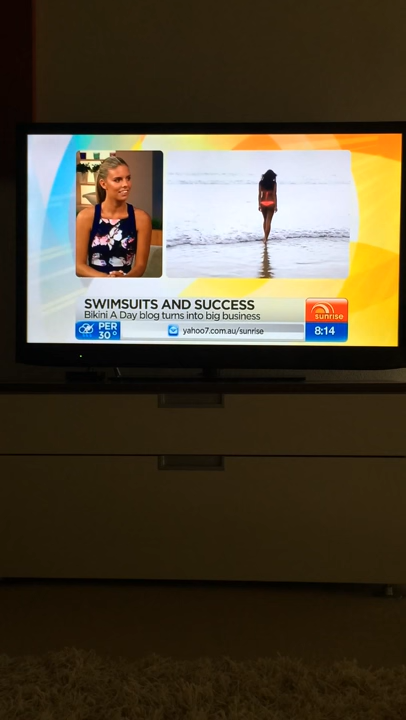 SWIMSUITS AND SUCCESS
Bikini A Day blog turns into big business
sunrise
PER
30°
yahoo7.com.au/sunrise
8:14